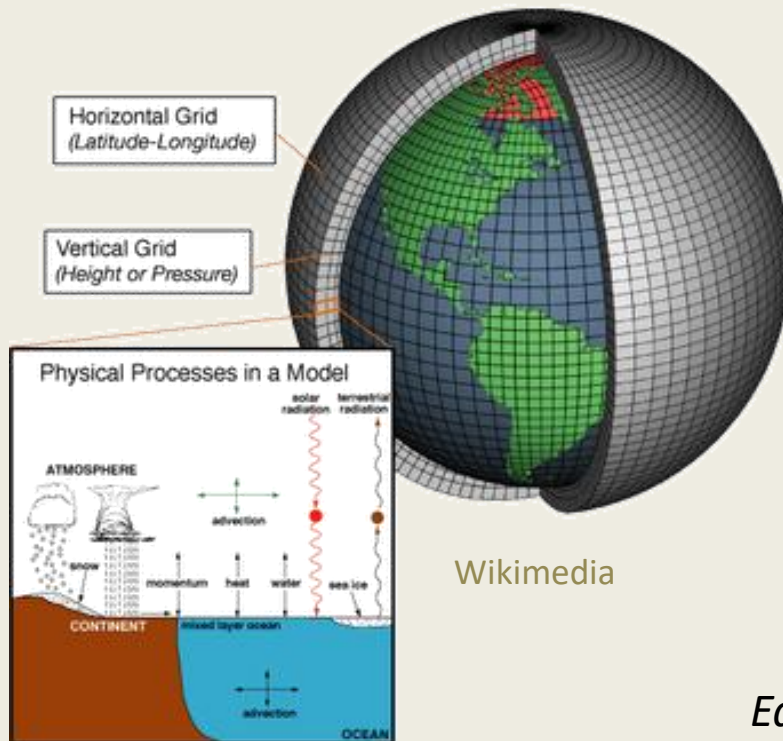 Horizontal Grid
(Latitude-Longitude)
Vertical Grid
(Height or Pressure)
Physical Processes in a Model
solar
radiation
terrestrial
radiation
ATMOSPHERE
advection
snow
momentum
heat
water
sea ice
CONTINENT
mixed layer ocean
advection
OCEAN
Wikimedia